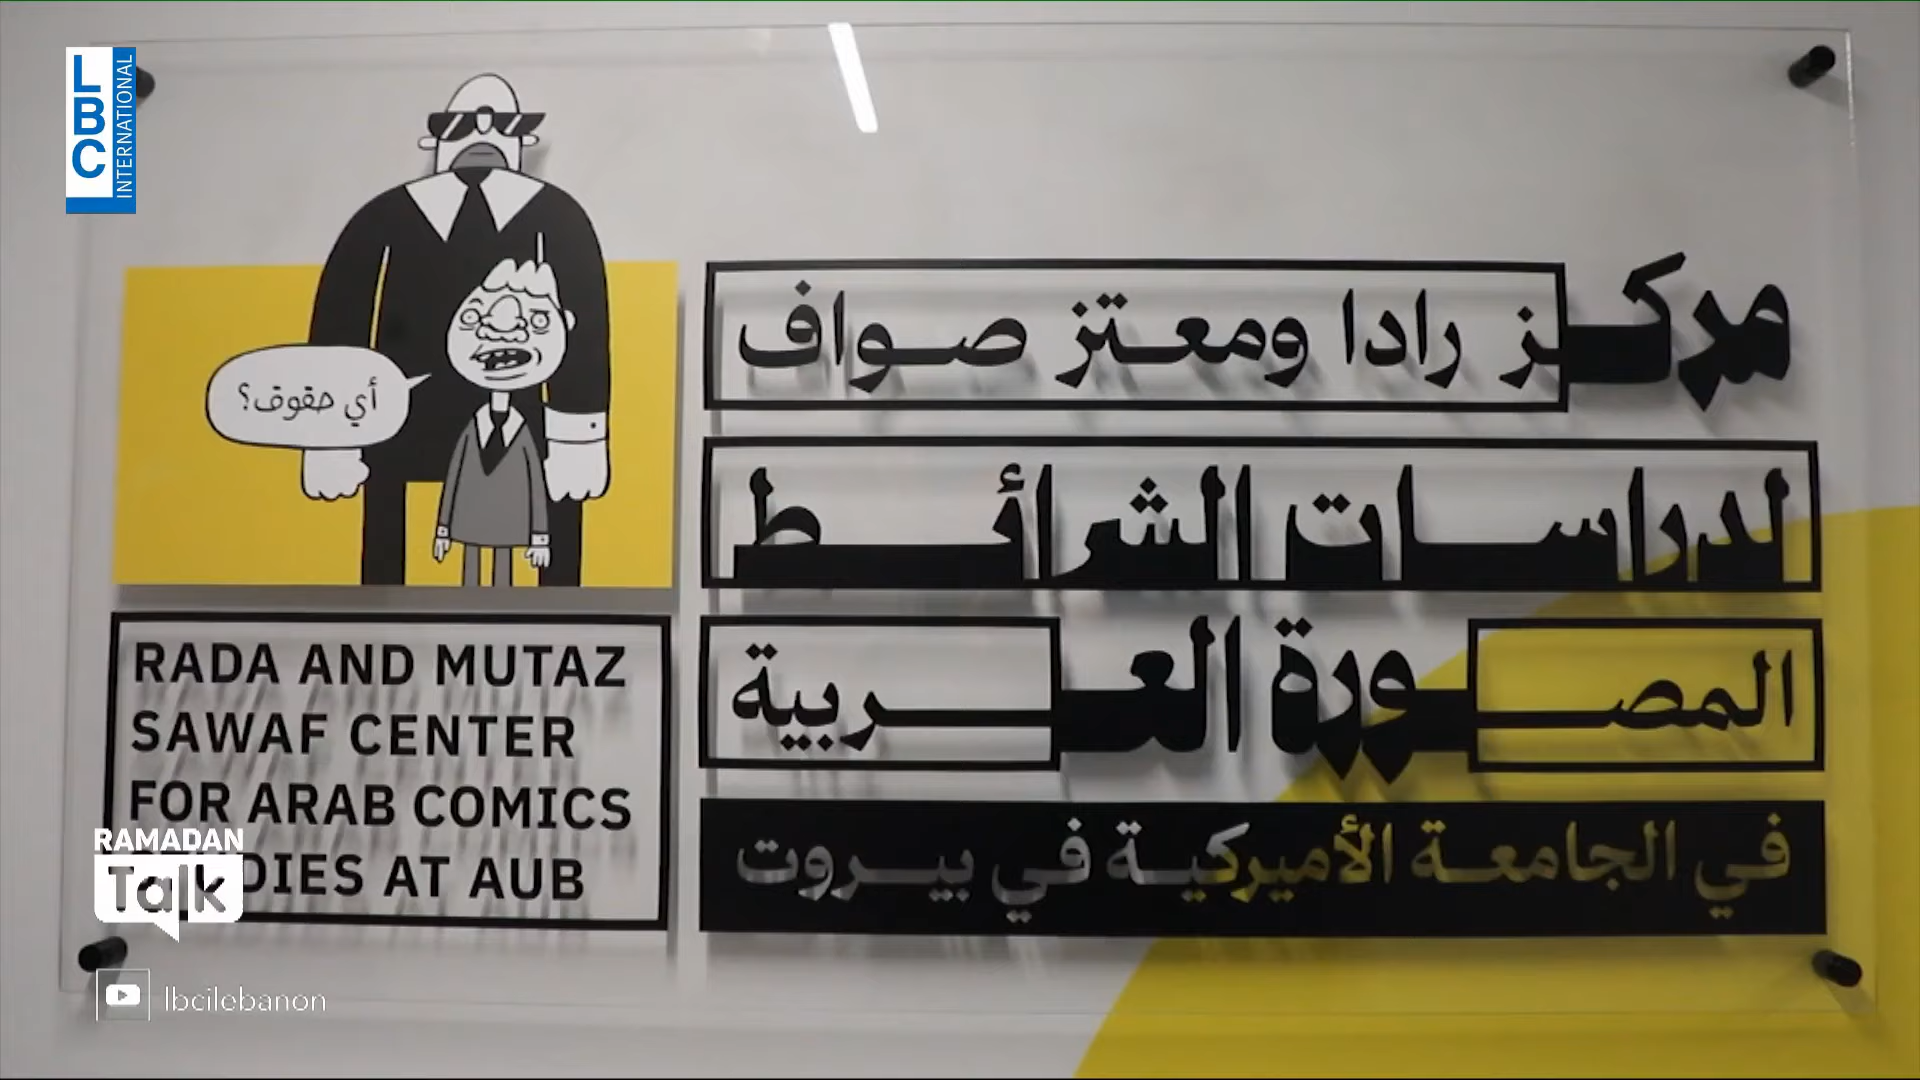 LBC
INTERNATIONAL
أي حقوق؟
مركز رادا ومعتز صواف
لدراسات الشرائط
المصورة العربية
في الجامعة الأميركية في بيروت
RADA AND MUTAZ
SAWAF CENTER
FOR ARAB COMICS
DIES AT AUB
RAMADAN
Talk
lbcilebanon